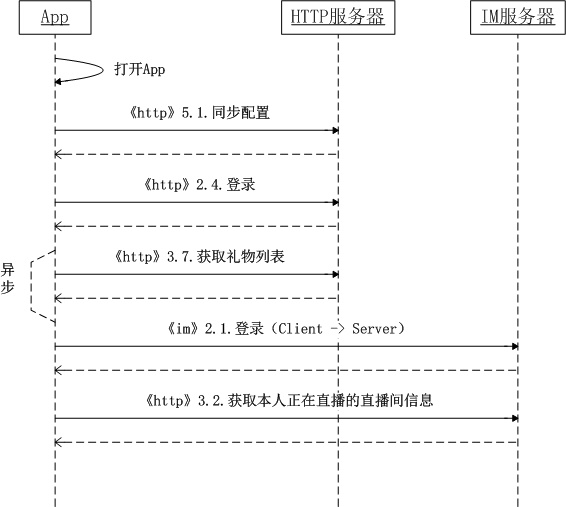 App
HTTP服务器
IM服务器
打开App
《http》5.1.同步配置
《http》2.4.登录
《http》3.7.获取礼物列表
异步
《im》2.1.登录（Client -> Server）
《http》3.2.获取本人正在直播的直播间信息